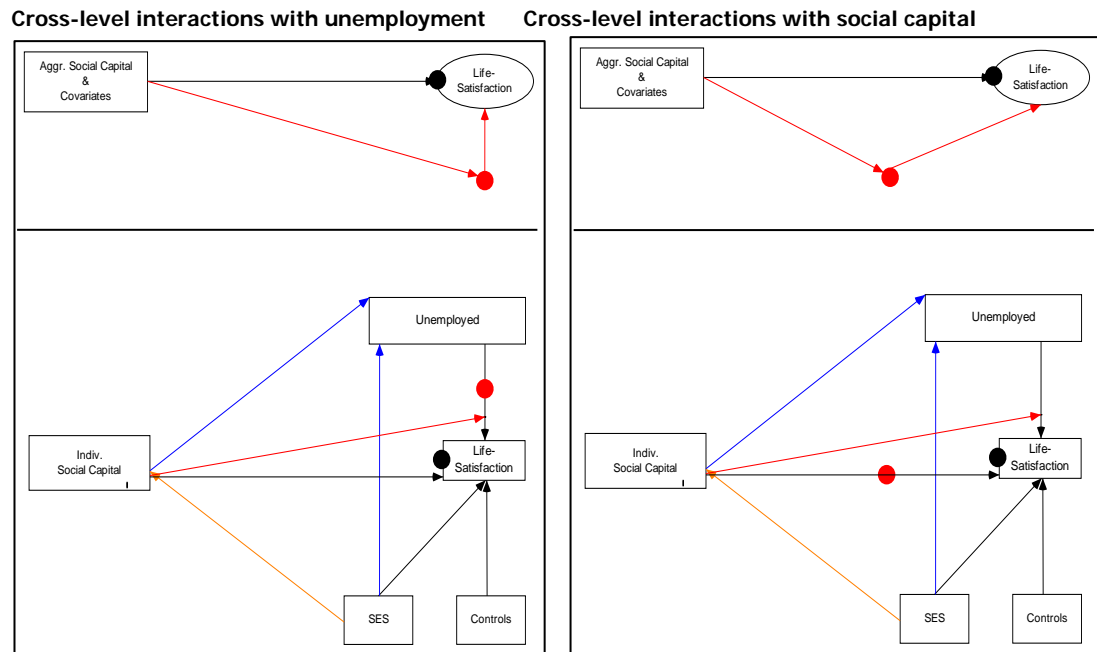 Cross-level interactions with unemployment
Aggr. Social Capital
&
Covariates
Life-
Satisfaction
Unemployed
Indiv.
Social Capital
Life-
Satisfaction
SES
Controls
Cross-level interactions with social capital
Aggr. Social Capital
&
Covariates
Life-
Satisfaction
Unemployed
Indiv.
Social Capital
Life-
Satisfaction
SES
Controls